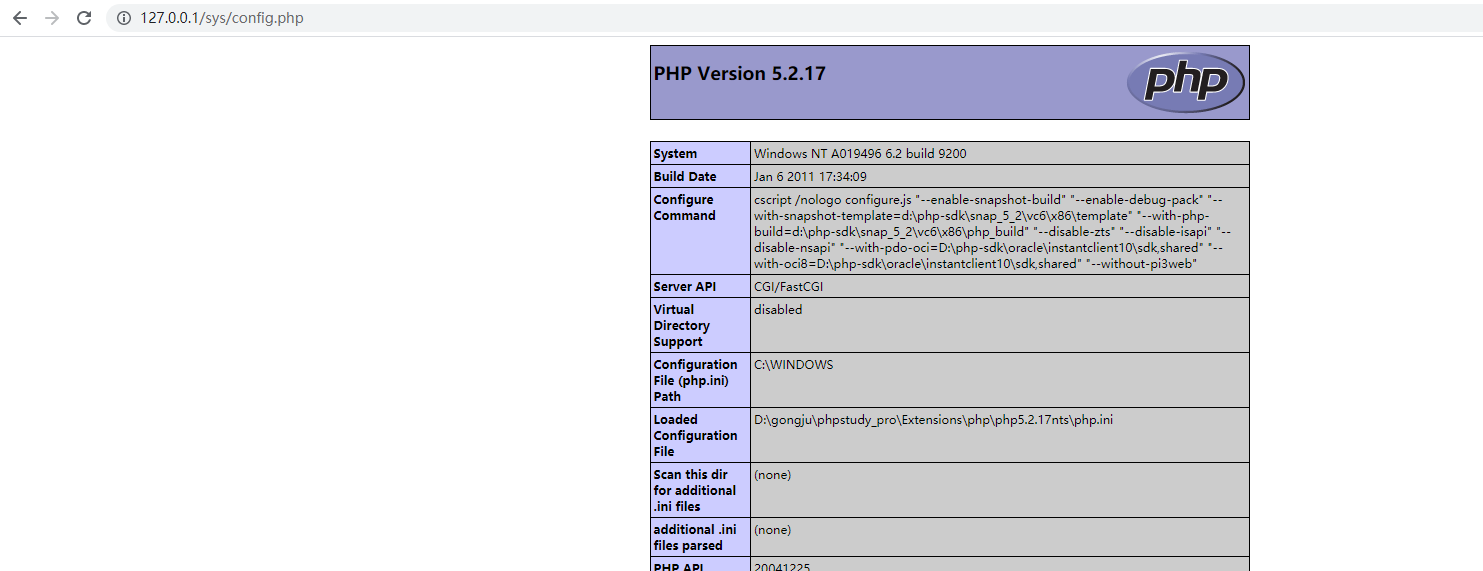 127.0.0.1/sys/config.php
PHP Version 5.2.17
php
System
Windows NT A019496 6.2 build 9200
Build Date
Jan 6 2011 17:34:09
Configure
Command
cscript /nologo configure.js "--enable-snapshot-build" "--enable-debug-pack" "--
with-snapshot-template=d:\php-sdk\snap_5_2\vc6\x86\template" "--with-php-
build=d:\php-sdk\snap_5_2\vc6\x86\php_build" "--disable-zts" "--disable-isapi" "--
disable-nsapi" "--with-pdo-oci=D:\php-sdk\oracle\instantclient10\sdk,shared" "--
with-oci8=D:\php-sdk\oracle\instantclient10\sdk,shared" "--without-pi3web"
Server API
CGI/FastCGI
Virtual
Directory
Support
disabled
Configuration
File (php.ini)
Path
C:\WINDOWS
Loaded
Configuration
File
D:\gongju\phpstudy_pro\Extensions\php\php5.2.17nts\php.ini
Scan this dir
for additional
.ini files
(none)
additional .ini
files parsed
(none)
PHP API
20041225